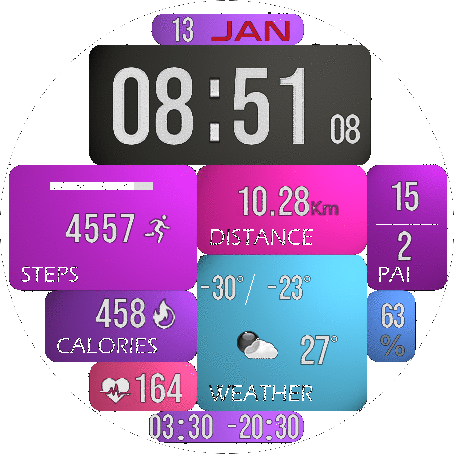 13 JAN
08:51 08
4557
STEPS
10.28Km
DISTANCE
15
2
PAI
458
CALORIES
-30°/ -23°
27°
WEATHER
63
%
164
03:30 -20:30